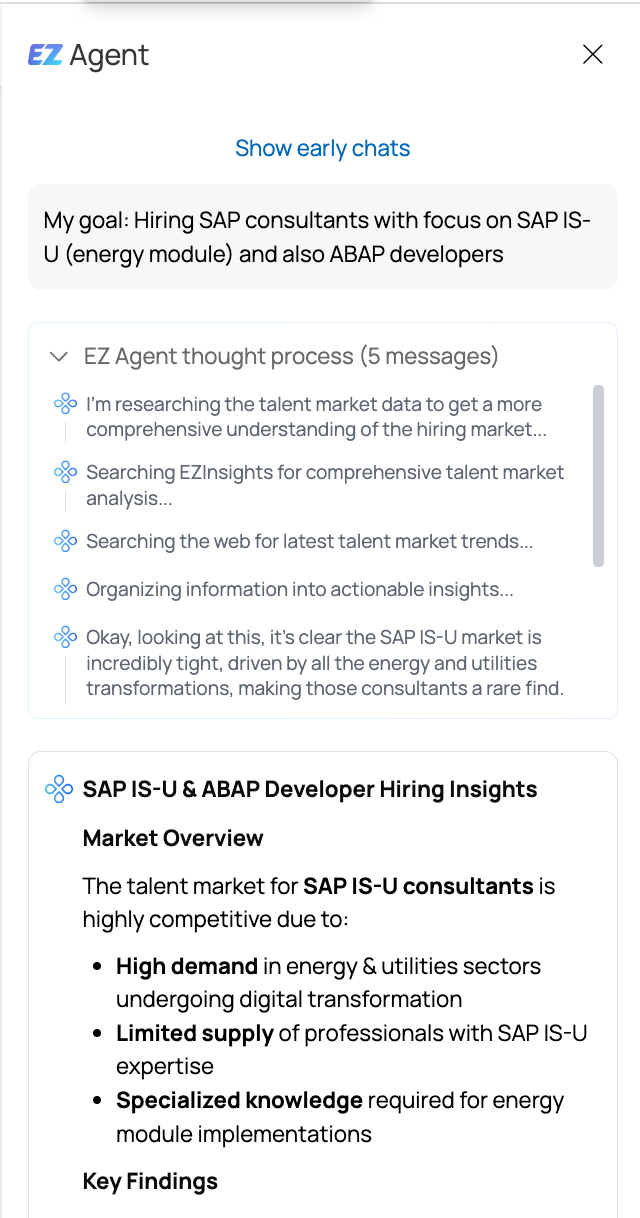 EZ Agent
Show early chats
My goal: Hiring SAP consultants with focus on SAP IS-
U (energy module) and also ABAP developers
EZ Agent thought process (5 messages)
I'm researching the talent market data to get a more
comprehensive understanding of the hiring market...
Searching EZInsights for comprehensive talent market
analysis...
Searching the web for latest talent market trends...
Organizing information into actionable insights...
Okay, looking at this, it's clear the SAP IS-U market is
incredibly tight, driven by all the energy and utilities
transformations, making those consultants a rare find.
SAP IS-U & ABAP Developer Hiring Insights
Market Overview
The talent market for SAP IS-U consultants is
highly competitive due to:
• High demand in energy & utilities sectors
undergoing digital transformation
• Limited supply of professionals with SAP IS-U
expertise
• Specialized knowledge required for energy
module implementations
Key Findings